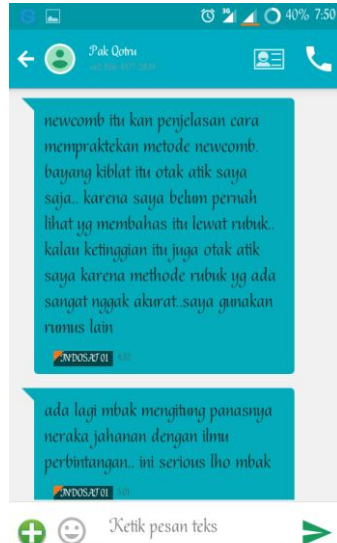 40% 7:50
Pak Qotru
newcomb itu kan penjelasan cara
mempraktekan metode newcomb.
bayang kiblat itu otak atik saya
saja.. karena saya belum pernah
lihat yg membahas itu lewat rubuk..
kalau ketinggian itu juga otak atik
saya karena methode rubuk yg ada
sangat nggak akurat..saya gunakan
rumus lain
INDOSAT 01
ada lagi mbak mengitung panasnya
neraka jahanan dengan ilmu
perbintangan.. ini serious lho mbak
INDOSAT 01
Ketik pesan teks